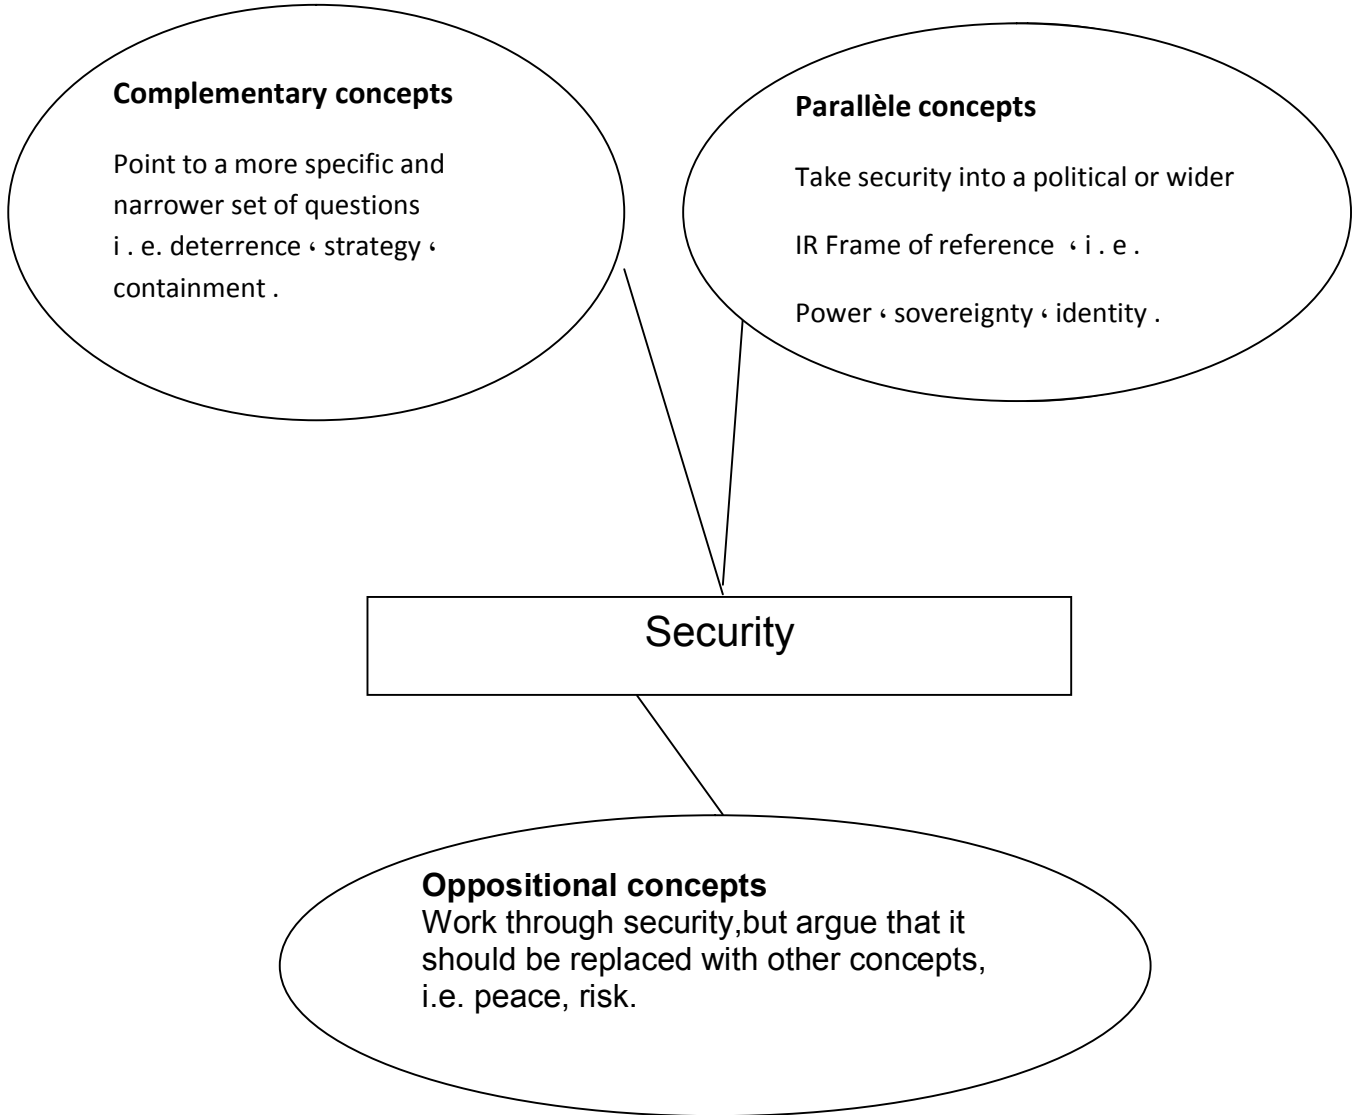 Complementary concepts
Point to a more specific and
narrower set of questions
i . e. deterrence ، strategy ،
containment .
Parallèle concepts
Take security into a political or wider
IR Frame of reference ، i . e .
Power ، sovereignty ، identity .
Security
Oppositional concepts
Work through security,but argue that it
should be replaced with other concepts,
i.e. peace, risk.